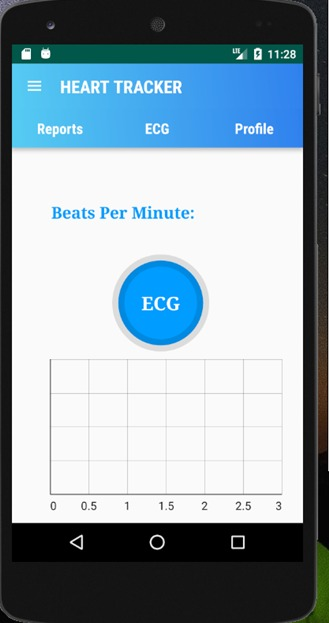 LTE 11:28
HEART TRACKER
Reports ECG Profile
Beats Per Minute:
ECG
0 0.5 1 1.5 2 2.5 3